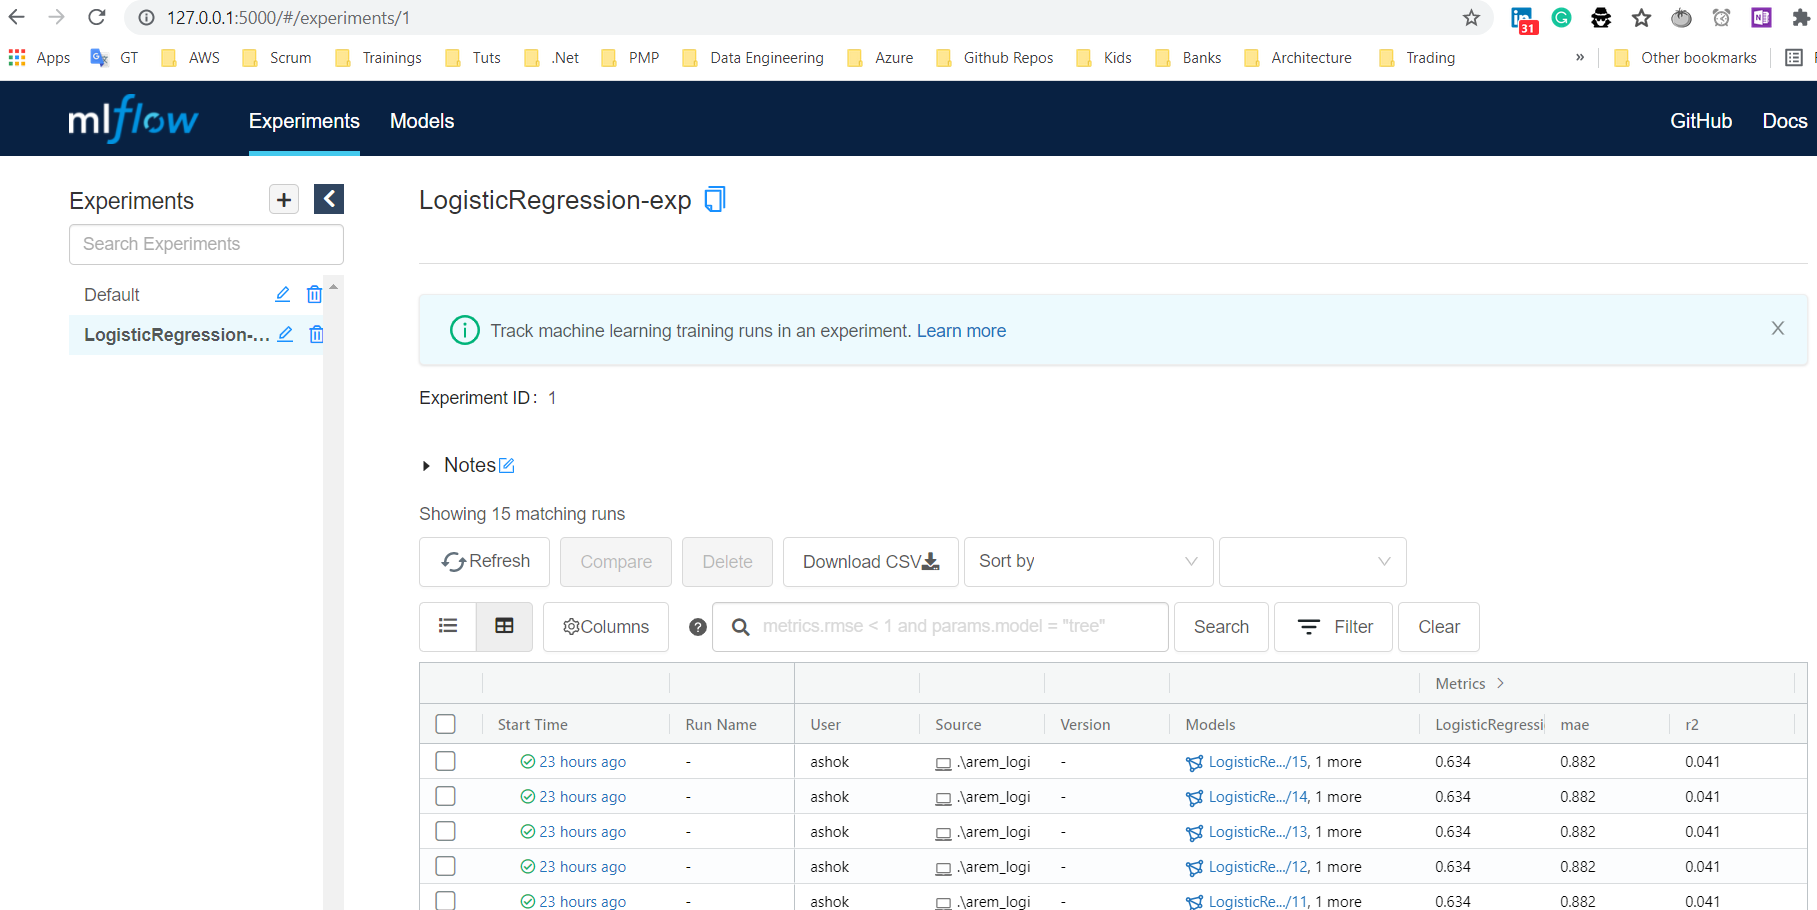 127.0.0.1:5000/#/experiments/1
31
Apps GT AWS Scrum Trainings Tuts .Net PMP Data Engineering Azure Github Repos Kids Banks Architecture Trading » Other bookmarks
mlflow Experiments Models GitHub Docs
Experiments +
Search Experiments
Default
LogisticRegression-...
LogisticRegression-exp
Track machine learning training runs in an experiment. Learn more
Experiment ID: 1
Notes
Showing 15 matching runs
Refresh Compare Delete Download CSV Sort by
Columns metrics.rmse < 1 and params.model = "tree" Search Filter Clear
Metrics >
Start Time Run Name User Source Version Models LogisticRegressi mae r2
23 hours ago - ashok .\arem_logi - LogisticRe.../15, 1 more 0.634 0.882 0.041
23 hours ago - ashok .\arem_logi - LogisticRe.../14, 1 more 0.634 0.882 0.041
23 hours ago - ashok .\arem_logi - LogisticRe.../13, 1 more 0.634 0.882 0.041
23 hours ago - ashok .\arem_logi - LogisticRe.../12, 1 more 0.634 0.882 0.041
23 hours ago - ashok .\arem_logi - LogisticRe.../11, 1 more 0.634 0.882 0.041